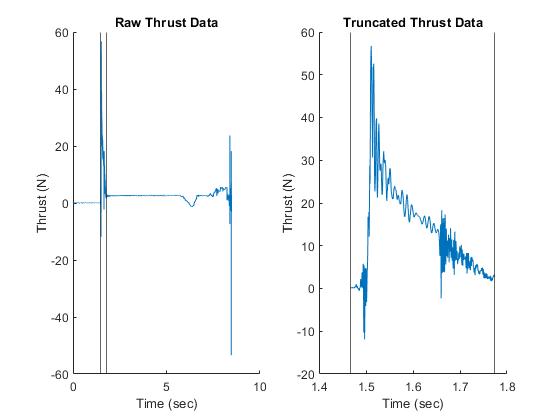 Raw Thrust Data
60
40
20
0
-20
-40
-60
Thrust (N)
0 5 10
Time (sec)
Truncated Thrust Data
60
50
40
30
20
10
0
-10
-20
Thrust (N)
1.4 1.5 1.6 1.7 1.8
Time (sec)